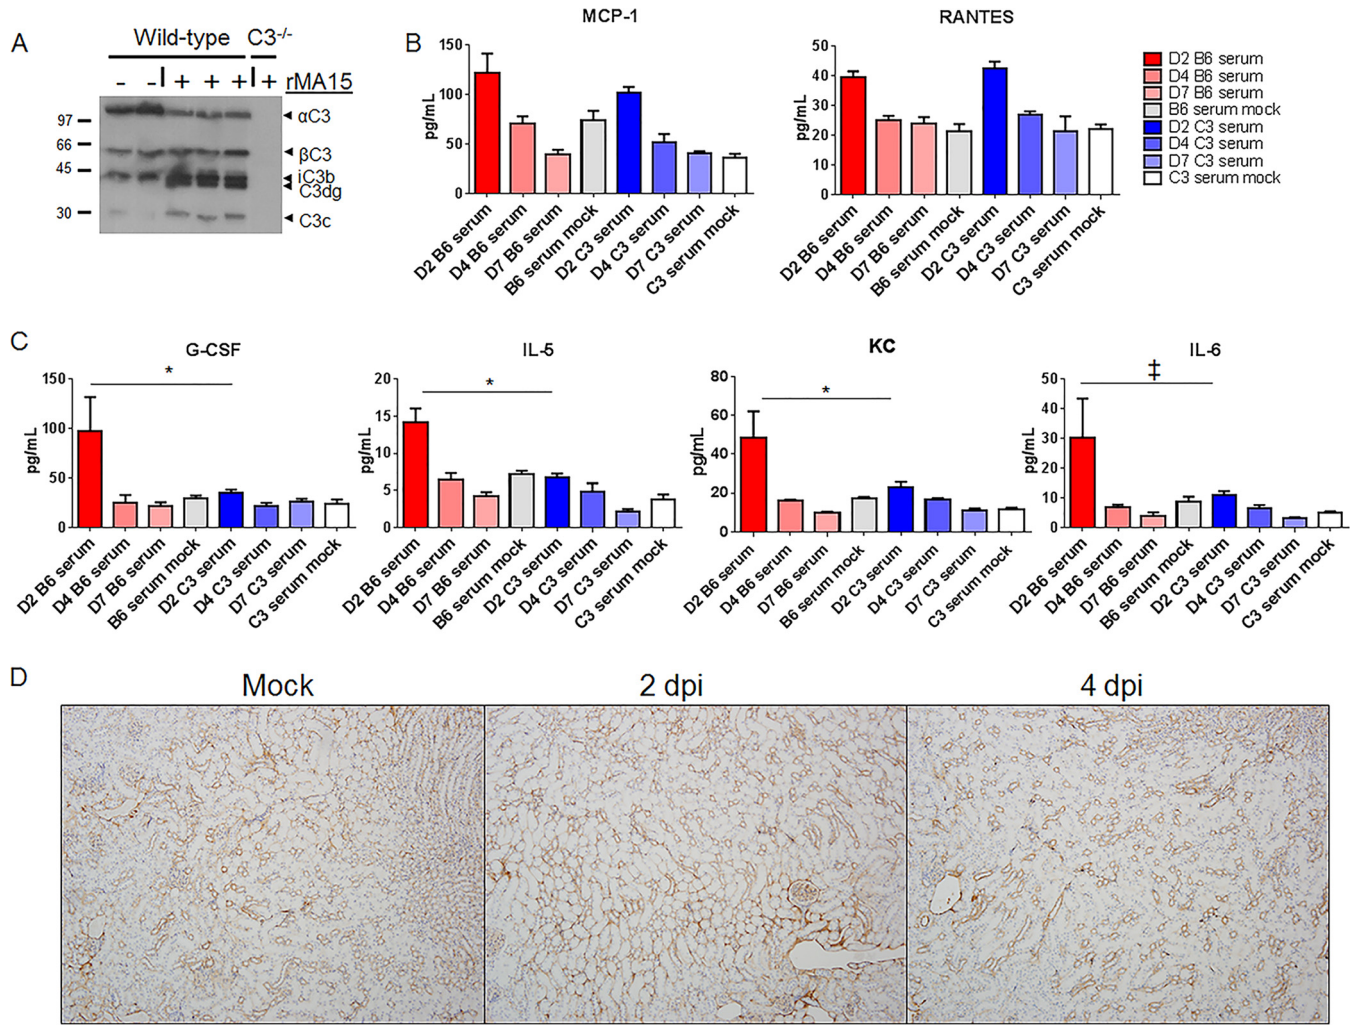 A
Wild-type C3-/-
- - + + + + rMA15
97
66
45
30
αC3
βC3
iC3b
C3dg
C3c
B
MCP-1
pg/mL
150
100
50
0
D2 B6 serum
D4 B6 serum
D7 B6 serum
B6 serum mock
D2 C3 serum
D4 C3 serum
D7 C3 serum
C3 serum mock
RANTES
pg/mL
50
40
30
20
10
0
D2 B6 serum
D4 B6 serum
D7 B6 serum
B6 serum mock
D2 C3 serum
D4 C3 serum
D7 C3 serum
C3 serum mock
D2 B6 serum
D4 B6 serum
D7 B6 serum
B6 serum mock
D2 C3 serum
D4 C3 serum
D7 C3 serum
C3 serum mock
C
G-CSF
*
pg/mL
150
100
50
0
D2 B6 serum
D4 B6 serum
D7 B6 serum
B6 serum mock
D2 C3 serum
D4 C3 serum
D7 C3 serum
C3 serum mock
IL-5
*
pg/mL
20
15
10
5
0
D2 B6 serum
D4 B6 serum
D7 B6 serum
B6 serum mock
D2 C3 serum
D4 C3 serum
D7 C3 serum
C3 serum mock
KC
*
pg/mL
80
60
40
20
0
D2 B6 serum
D4 B6 serum
D7 B6 serum
B6 serum mock
D2 C3 serum
D4 C3 serum
D7 C3 serum
C3 serum mock
IL-6
‡
pg/mL
50
40
30
20
10
0
D2 B6 serum
D4 B6 serum
D7 B6 serum
B6 serum mock
D2 C3 serum
D4 C3 serum
D7 C3 serum
C3 serum mock
D
Mock
2 dpi
4 dpi